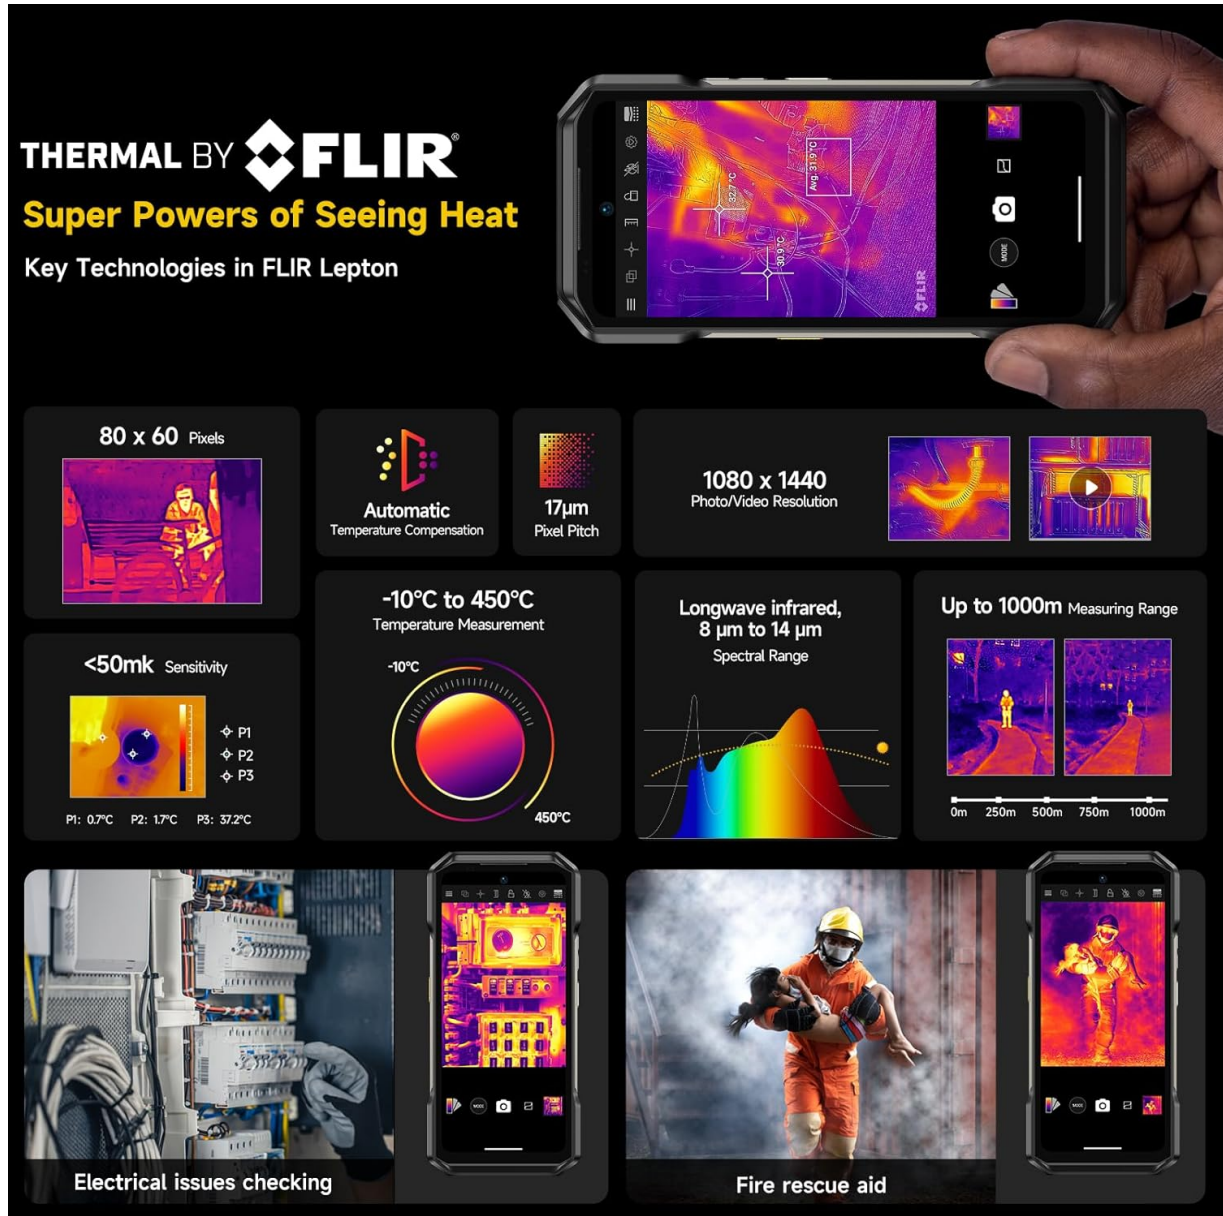 THERMAL BY FLIR®
Super Powers of Seeing Heat
Key Technologies in FLIR Lepton
32.7 °C
Avg. 31.9 °C
30.9 °C
FLIR
MODE
80 x 60 Pixels
Automatic
Temperature Compensation
17μm
Pixel Pitch
1080 x 1440
Photo/Video Resolution
<50mk Sensitivity
P1
P2
P3
P1: 0.7°C P2: 1.7°C P3: 37.2°C
-10°C to 450°C
Temperature Measurement
-10°C
450°C
Longwave infrared,
8 μm to 14 μm
Spectral Range
Up to 1000m Measuring Range
0m 250m 500m 750m 1000m
MODE
Electrical issues checking
MODE
Fire rescue aid